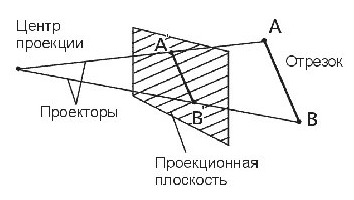 Центр
проекции
A'
A
Отрезок
Проекторы
B'
B
Проекционная
плоскость